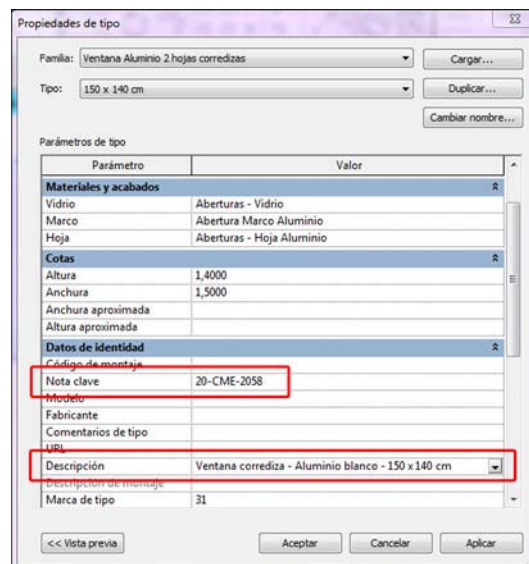 Propiedades de tipo
Familia: Ventana Aluminio 2 hojas corredizas Cargar...
Tipo: 150 x 140 cm Duplicar...
Cambiar nombre...
Parámetros de tipo
Parámetro Valor
Materiales y acabados
Vidrio Aberturas - Vidrio
Marco Abertura Marco Aluminio
Hoja Aberturas - Hoja Aluminio
Cotas
Altura 1,4000
Anchura 1,5000
Anchura aproximada
Altura aproximada
Datos de identidad
Código de montaje
Nota clave 20-CME-2058
Modelo
Fabricante
Comentarios de tipo
URL
Descripción Ventana corrediza - Aluminio blanco - 150 x 140 cm
Descripción de montaje
Marca de tipo 31
<< Vista previa Aceptar Cancelar Aplicar